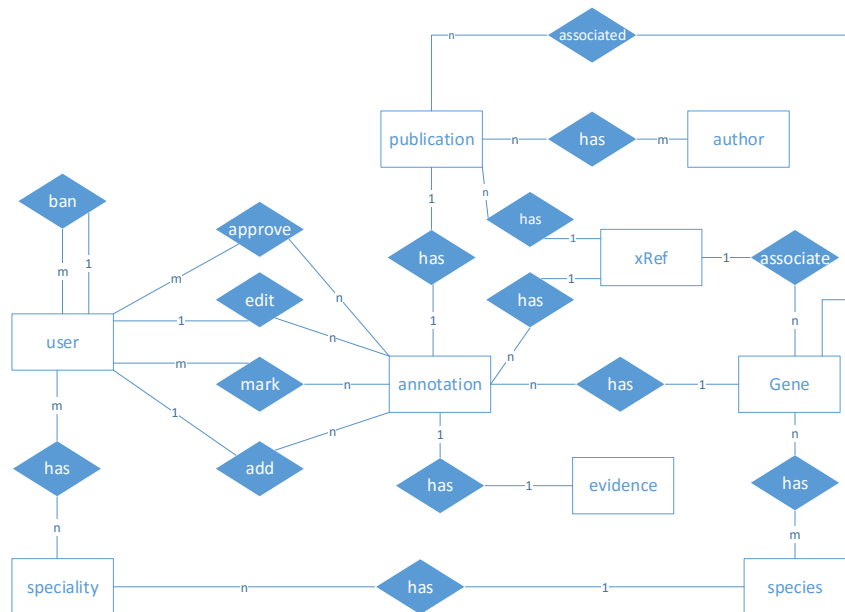 n
associated
1
publication
n
has
m
author
ban
1
n
has
approve
1
xRef
1
associate
m
1
m
has
1
edit
n
has
n
1
n
user
1
n
1
m
mark
n
annotation
n
has
1
Gene
m
1
n
1
n
has
add
has
1
evidence
has
n
m
speciality
n
has
1
species